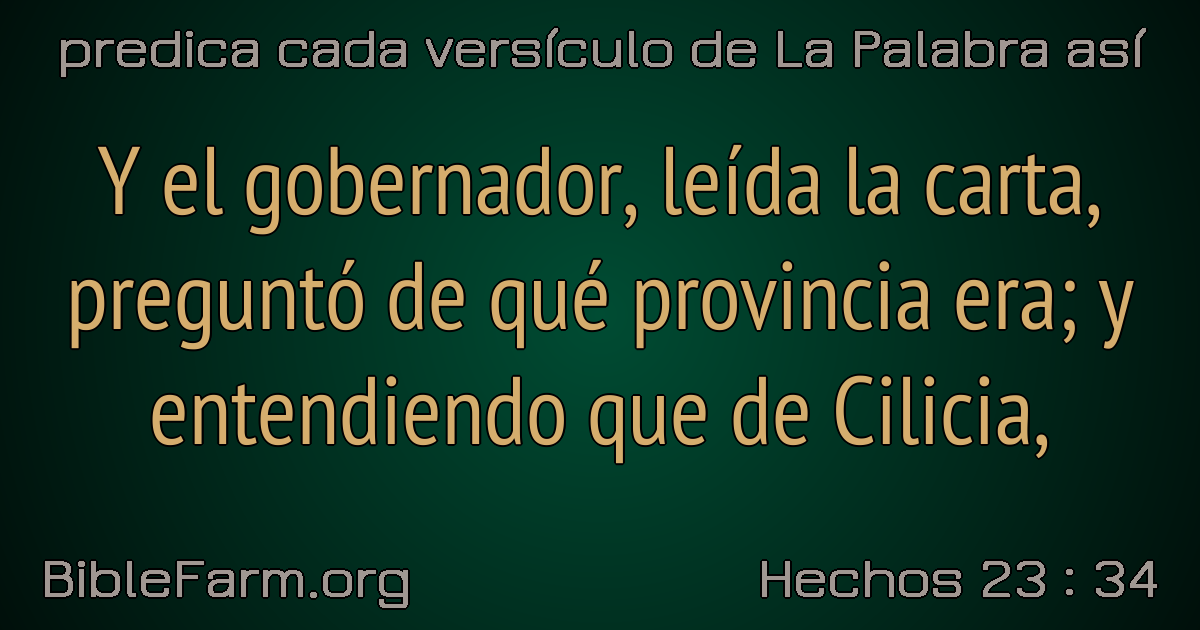 predica cada versículo de La Palabra así
Y el gobernador, leída la carta,
preguntó de qué provincia era; y
entendiendo que de Cilicia,
BibleFarm.org
Hechos 23 : 34